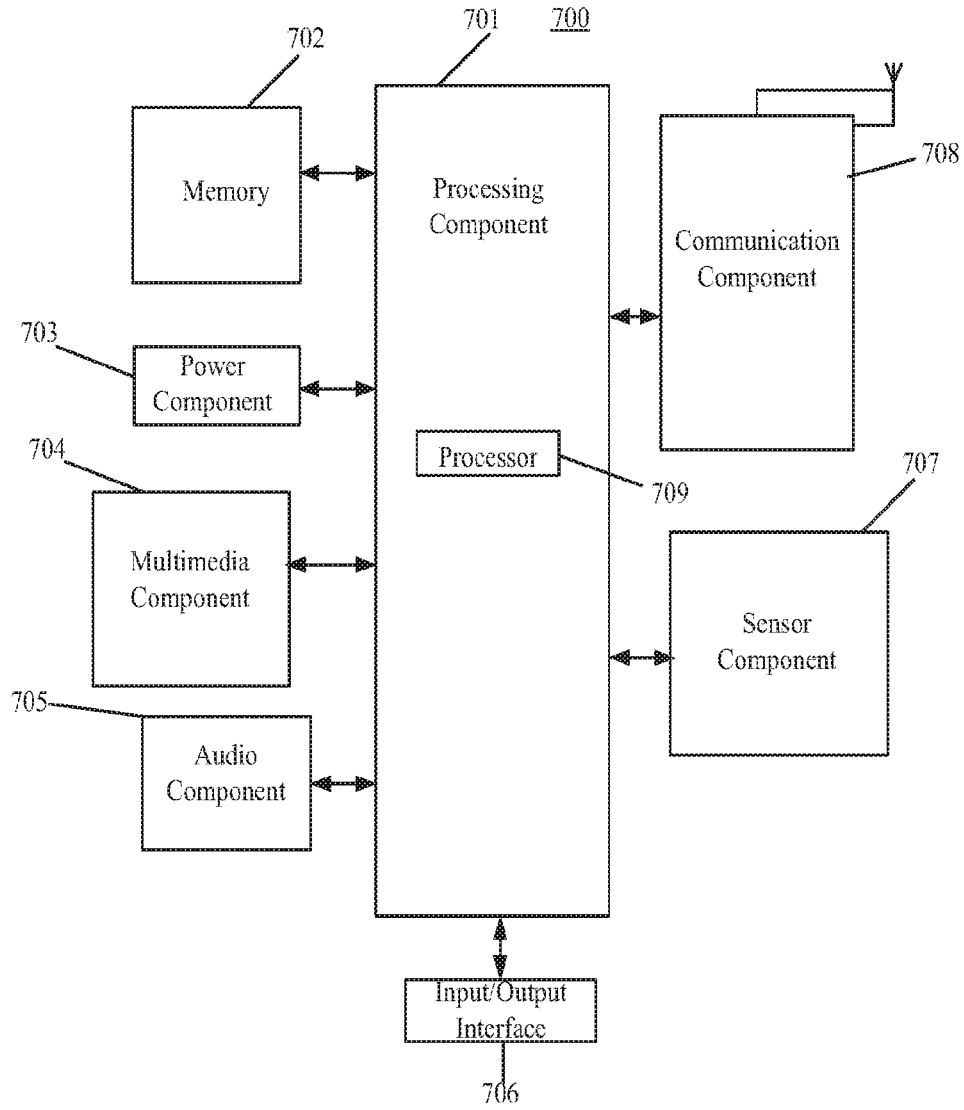 701
700
702
Memory
Processing
Component
708
Communication
Component
703
Power
Component
704
Processor
709
707
Multimedia
Component
Sensor
Component
705
Audio
Component
Input/Output
Interface
706